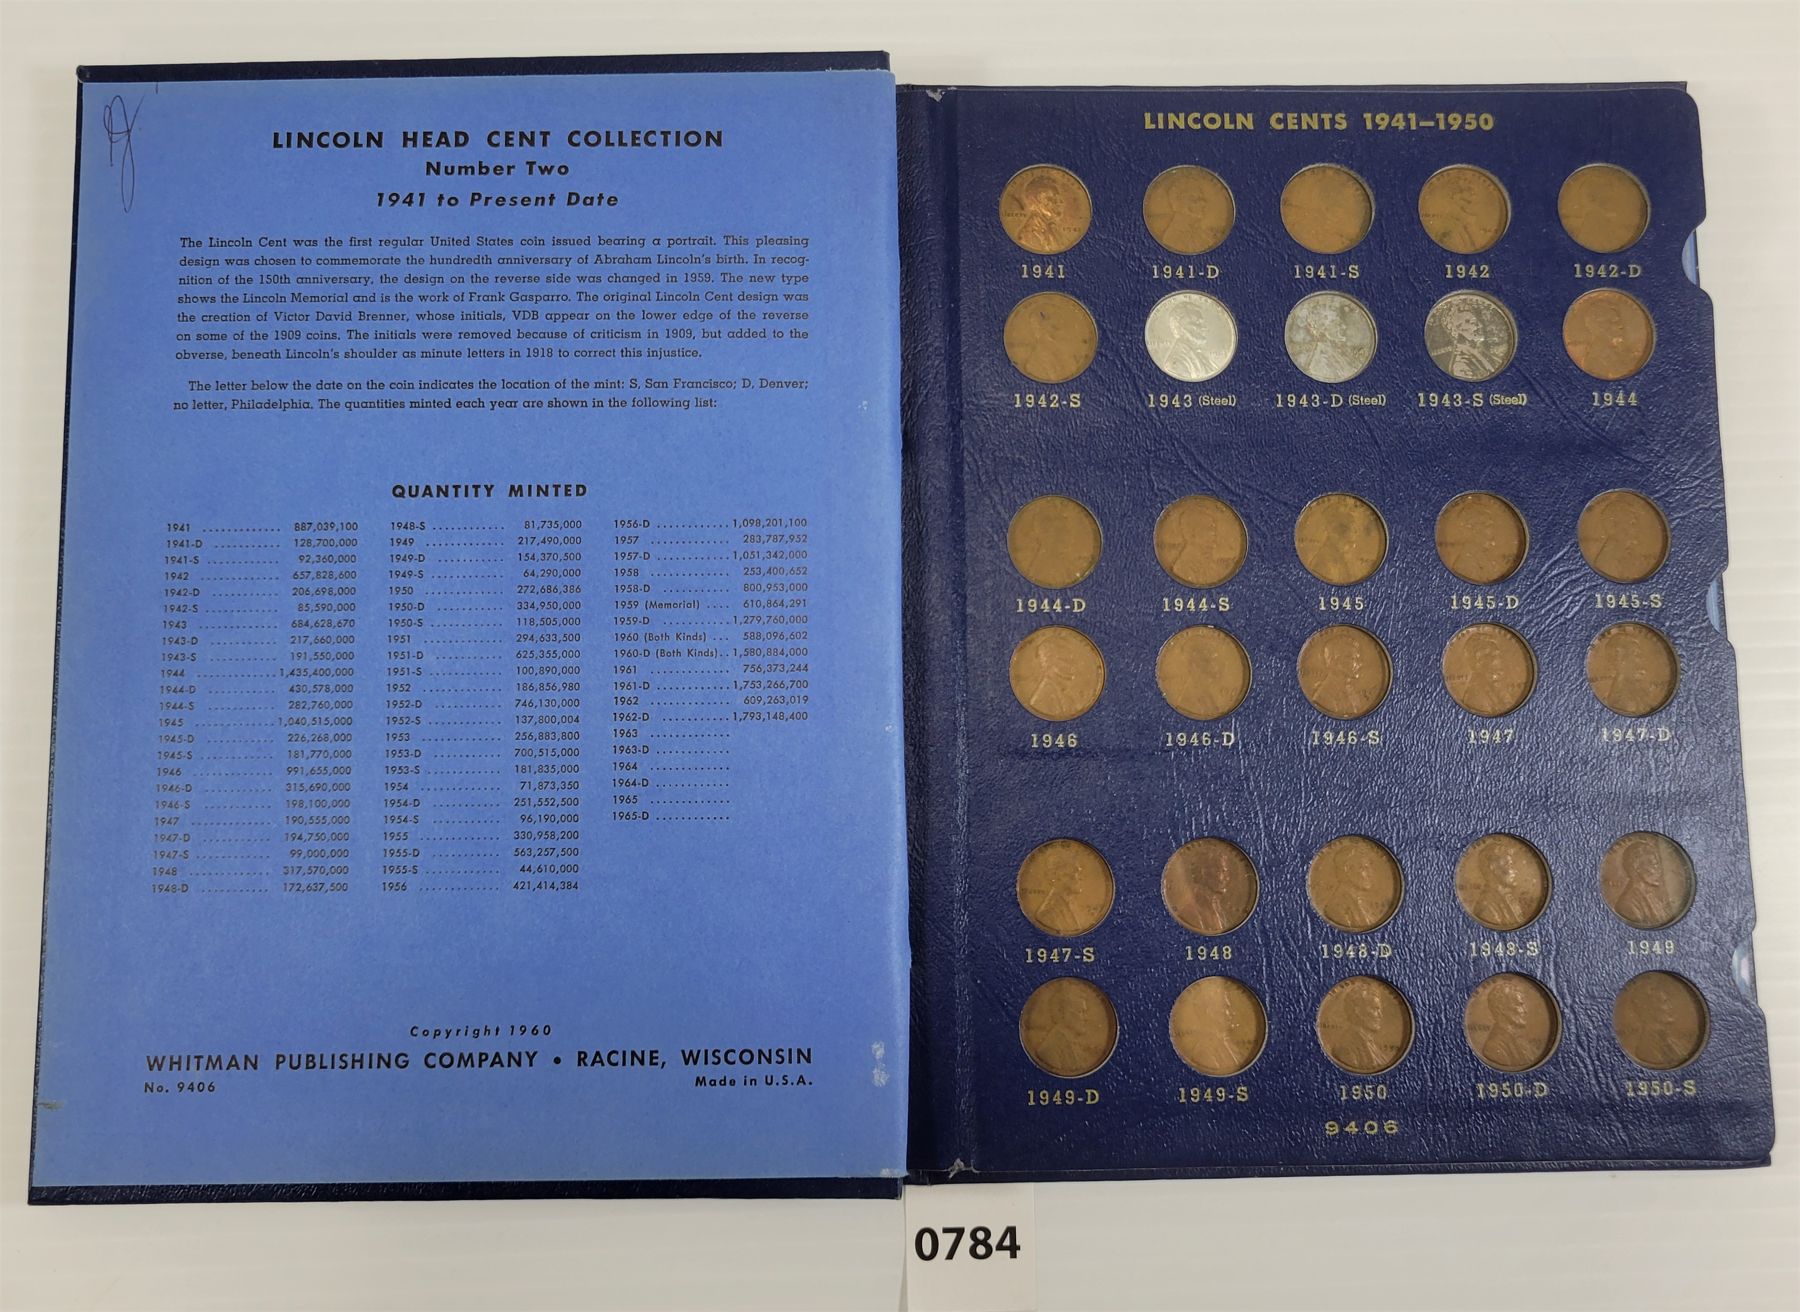 LINCOLN HEAD CENT COLLECTION
Number Two
1941 to Present Date
The Lincoln Cent was the first regular United States coin issued bearing a portrait. This pleasing
design was chosen to commemorate the hundredth anniversary of Abraham Lincoln's birth. In recog-
nition of the 150th anniversary, the design on the reverse side was changed in 1959. The new type
shows the Lincoln Memorial and is the work of Frank Gasparro. The original Lincoln Cent design was
the creation of Victor David Brenner, whose initials, VDB appear on the lower edge of the reverse
on some of the 1909 coins. The initials were removed because of criticism in 1909, but added to the
obverse, beneath Lincoln's shoulder as minute letters in 1918 to correct this injustice.
The letter below the date on the coin indicates the location of the mint: S, San Francisco; D, Denver;
no letter, Philadelphia. The quantities minted each year are shown in the following list:
QUANTITY MINTED
1941 ............. 887,039,100
1941-D ........... 128,700,000
1941-S ............ 92,360,000
1942 ............. 657,828,600
1942-D ........... 206,698,000
1942-S ............ 85,590,000
1943 ............. 684,628,670
1943-D ........... 217,660,000
1943-S ........... 191,550,000
1944 ........... 1,435,400,000
1944-D ........... 430,578,000
1944-S ........... 282,760,000
1945 ........... 1,040,515,000
1945-D ........... 226,268,000
1945-S ........... 181,770,000
1946 ............. 991,655,000
1946-D ........... 315,690,000
1946-S ........... 198,100,000
1947 ............. 190,555,000
1947-D ........... 194,750,000
1947-S ............ 99,000,000
1948 ............. 317,570,000
1948-D ........... 172,637,500
1948-S ............ 81,735,000
1949 ............. 217,490,000
1949-D ........... 154,370,500
1949-S ............ 64,290,000
1950 ............. 272,686,386
1950-D ........... 334,950,000
1950-S ........... 118,505,000
1951 ............. 294,633,500
1951-D ........... 625,355,000
1951-S ........... 100,890,000
1952 ............. 186,856,980
1952-D ........... 746,130,000
1952-S ........... 137,800,004
1953 ............. 256,883,800
1953-D ........... 700,515,000
1953-S ........... 181,835,000
1954 .............. 71,873,350
1954-D ........... 251,552,500
1954-S ............ 96,190,000
1955 ............. 330,958,200
1955-D ........... 563,257,500
1955-S ............ 44,610,000
1956 ............. 421,414,384
1956-D ............ 1,098,201,100
1957 ............. 283,787,952
1957-D ............ 1,051,342,000
1958 ............. 253,400,652
1958-D ............ 800,953,000
1959 (Memorial) .... 610,864,291
1959-D ............ 1,279,760,000
1960 (Both Kinds) ... 588,096,602
1960-D (Both Kinds).. 1,580,884,000
1961 ............. 756,373,244
1961-D ............ 1,753,266,700
1962 ............. 609,263,019
1962-D ............ 1,793,148,400
1963 .............
1963-D ............
1964 .............
1964-D ............
1965 .............
1965-D ............
Copyright 1960
WHITMAN PUBLISHING COMPANY • RACINE, WISCONSIN
No. 9406 Made in U.S.A.
LINCOLN CENTS 1941–1950
1941 1941-D 1941-S 1942 1942-D
1942-S 1943 (Steel) 1943-D (Steel) 1943-S (Steel) 1944
1944-D 1944-S 1945 1945-D 1945-S
1946 1946-D 1946-S 1947 1947-D
1947-S 1948 1948-D 1948-S 1949
1949-D 1949-S 1950 1950-D 1950-S
9406
0784